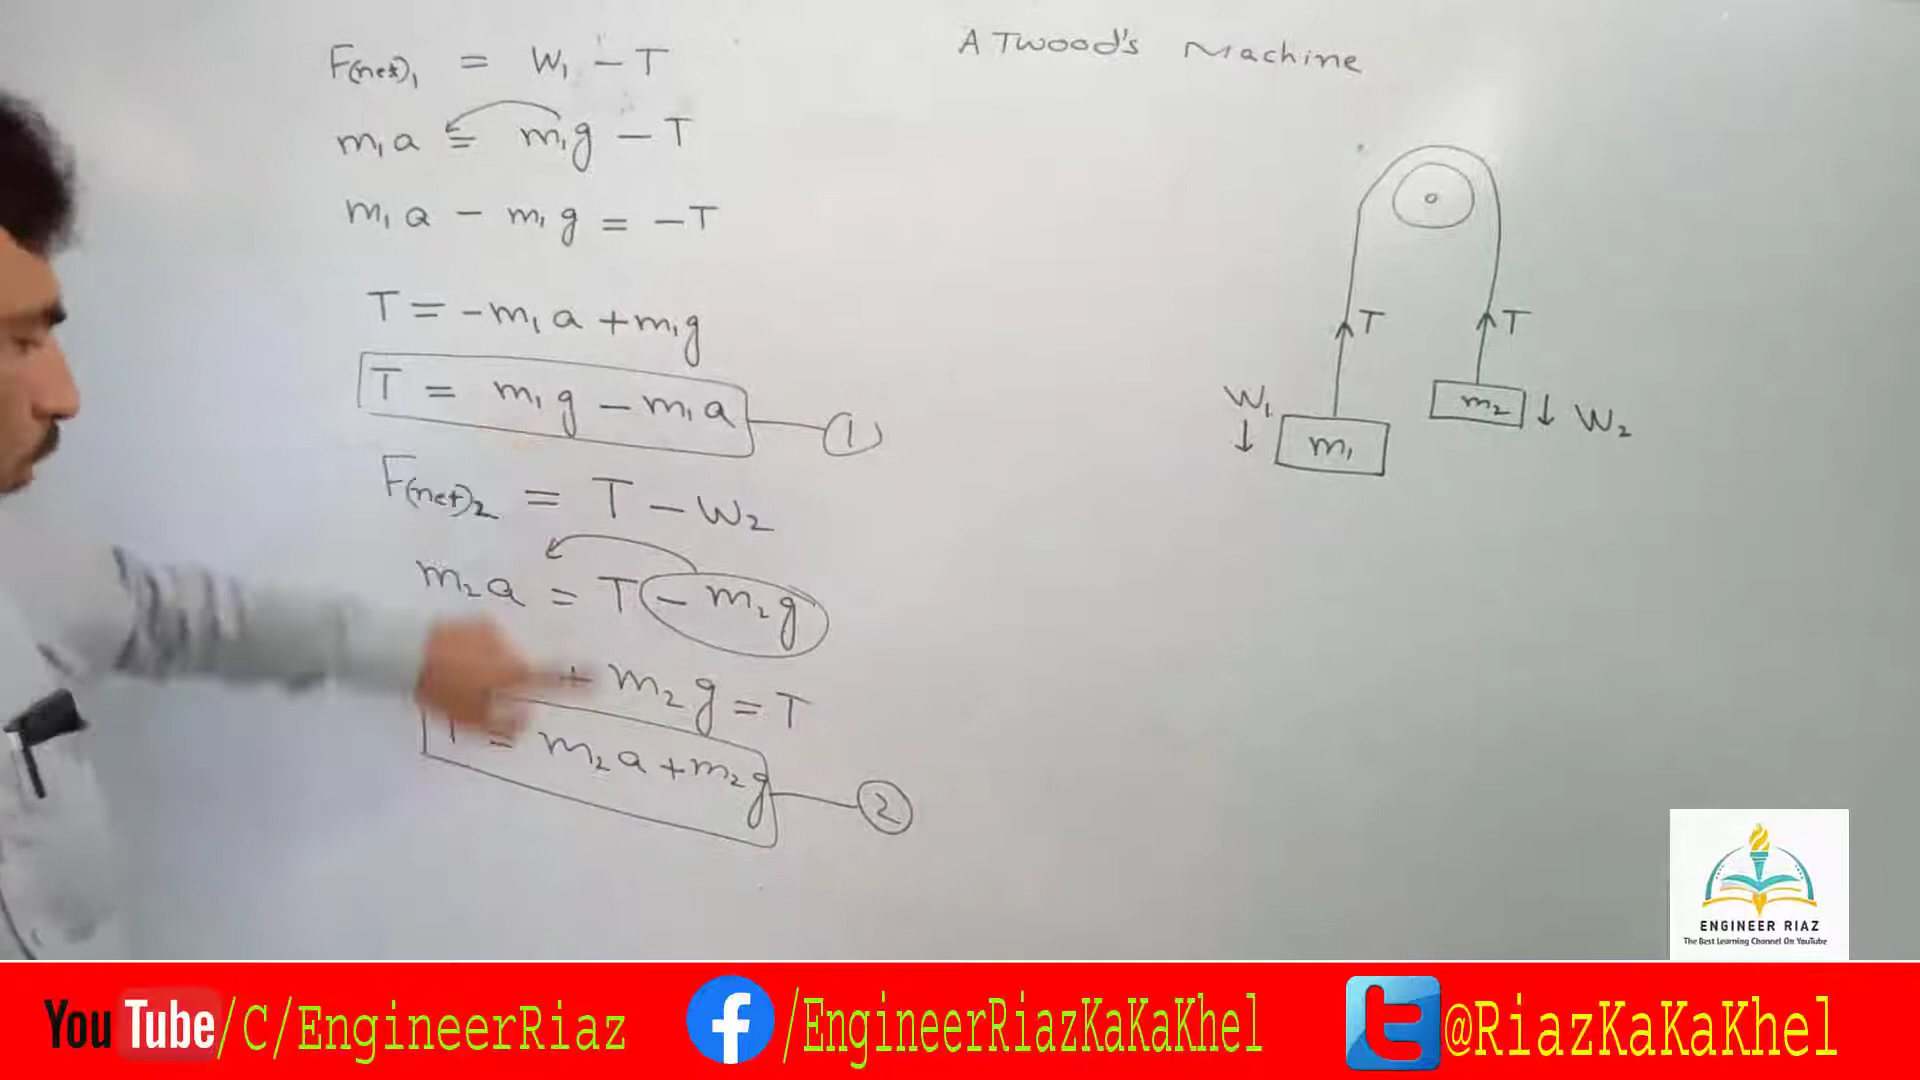 F(net)₁ = W₁ - T
m₁a = m₁g - T
m₁a - m₁g = -T
T = -m₁a + m₁g
T = m₁g - m₁a
1
F(net)₂ = T - W₂
m₂a = T - m₂g
+ m₂g = T
T = m₂a + m₂g
2
ATwood's Machine
T
T
W₁
m₁
m₂
W₂
ENGINEER RIAZ
The Best Learning Channel On YouTube
YouTube/C/EngineerRiaz
/EngineerRiazKaKaKhel
@RiazKaKaKhel